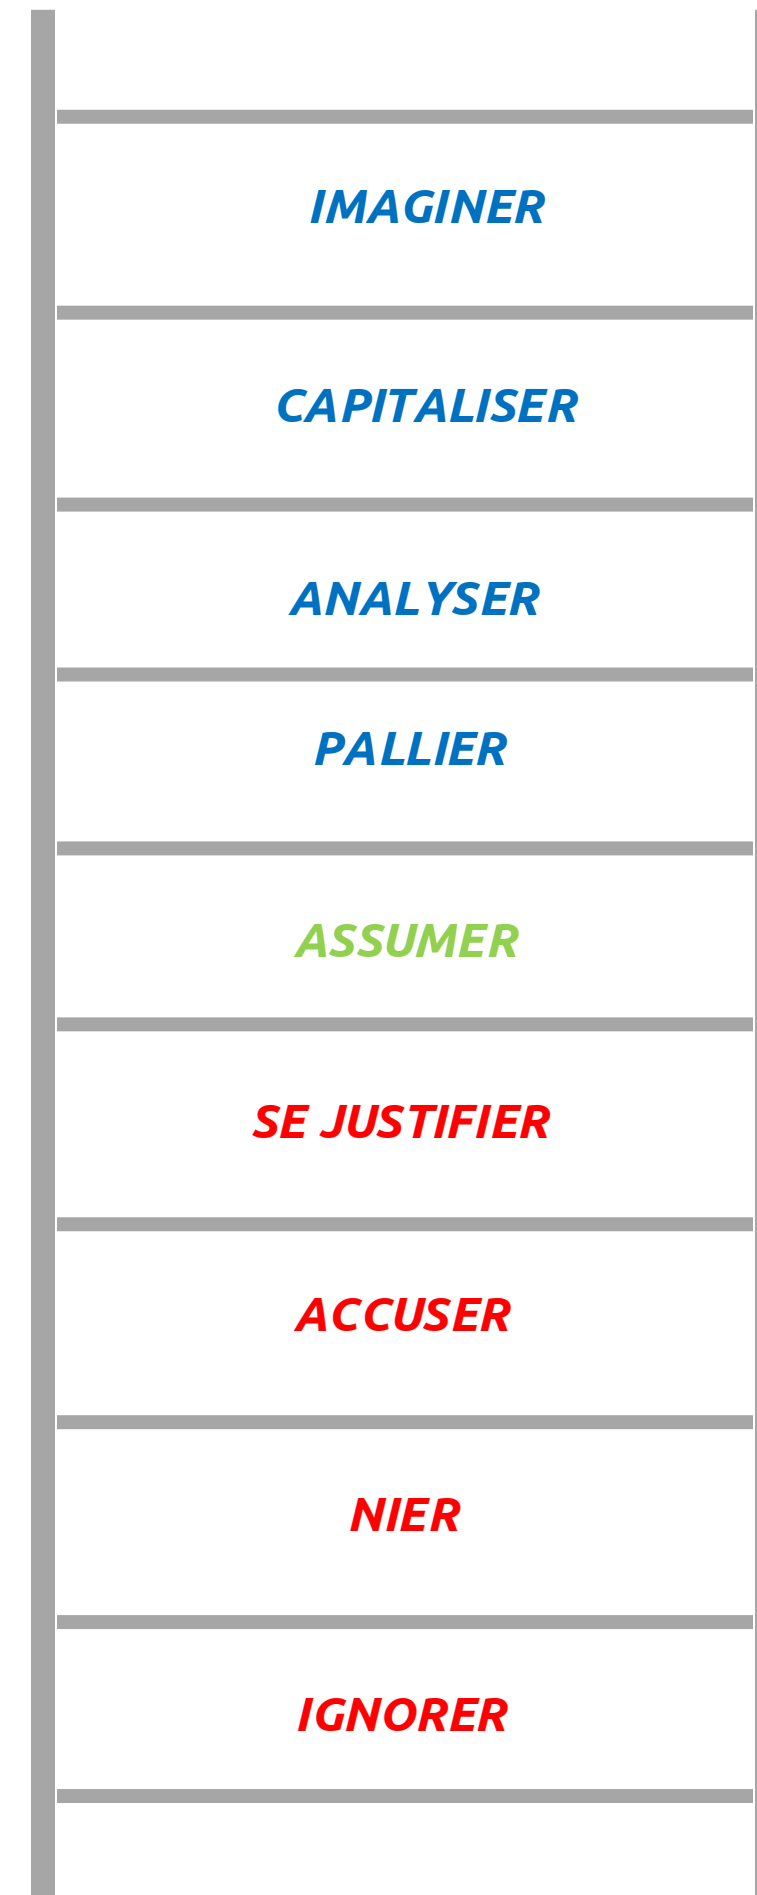 IMAGINER
CAPITALISER
ANALYSER
PALLIER
ASSUMER
SE JUSTIFIER
ACCUSER
NIER
IGNORER